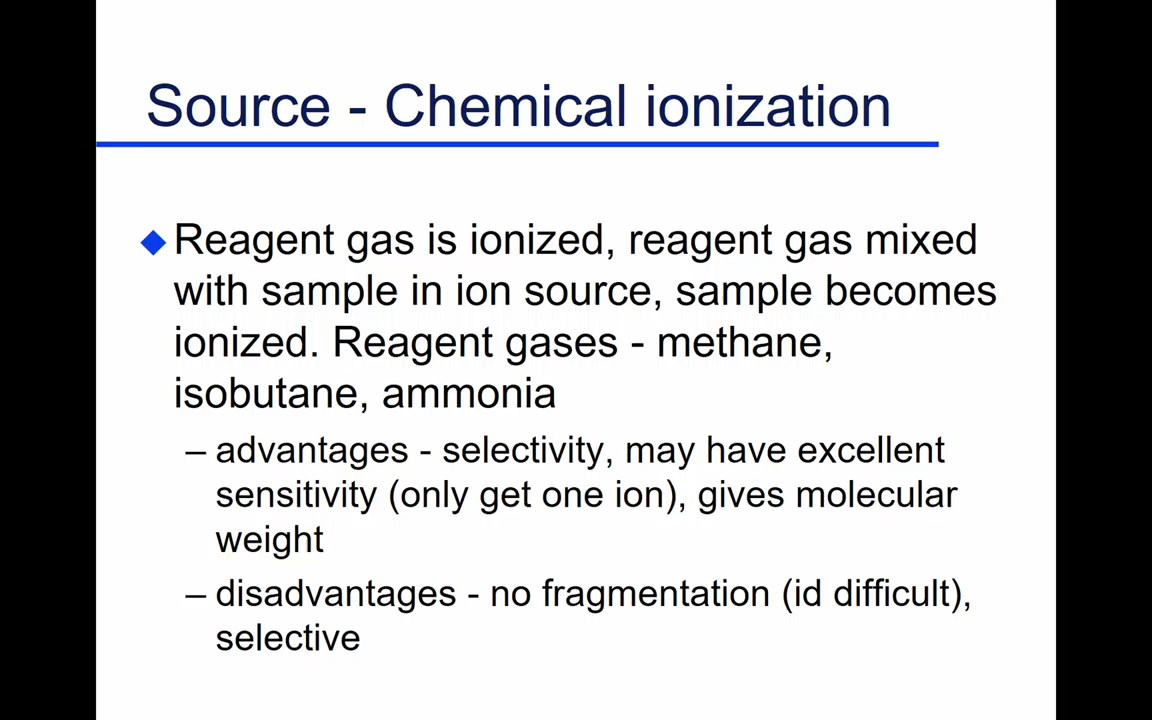 Source - Chemical ionization
Reagent gas is ionized, reagent gas mixed
with sample in ion source, sample becomes
ionized. Reagent gases - methane,
isobutane, ammonia
– advantages - selectivity, may have excellent
sensitivity (only get one ion), gives molecular
weight
– disadvantages - no fragmentation (id difficult),
selective